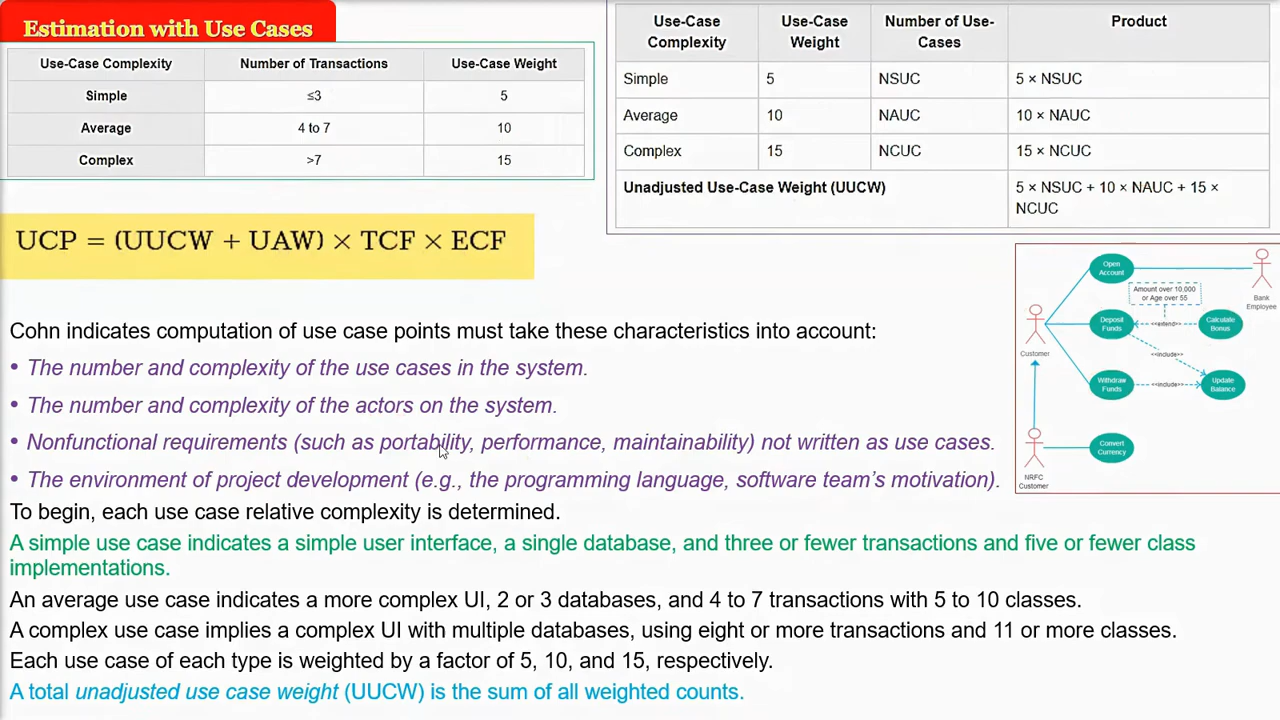 Estimation with Use Cases
Use-Case Complexity Number of Transactions Use-Case Weight
Simple ≤3 5
Average 4 to 7 10
Complex >7 15
Use-Case Complexity Use-Case Weight Number of Use-Cases Product
Simple 5 NSUC 5 × NSUC
Average 10 NAUC 10 × NAUC
Complex 15 NCUC 15 × NCUC
Unadjusted Use-Case Weight (UUCW) 5 × NSUC + 10 × NAUC + 15 ×
NCUC
UCP = (UUCW + UAW) × TCF × ECF
Open
Account
Amount over 10,000
or Age over 55
Bank
Employee
Customer
Deposit
Funds
<<extend>>
Calculate
Bonus
<<include>>
Withdraw
Funds
<<include>>
Update
Balance
NRFC
Customer
Convert
Currency
Cohn indicates computation of use case points must take these characteristics into account:
• The number and complexity of the use cases in the system.
• The number and complexity of the actors on the system.
• Nonfunctional requirements (such as portability, performance, maintainability) not written as use cases.
• The environment of project development (e.g., the programming language, software team's motivation).
To begin, each use case relative complexity is determined.
A simple use case indicates a simple user interface, a single database, and three or fewer transactions and five or fewer class
implementations.
An average use case indicates a more complex UI, 2 or 3 databases, and 4 to 7 transactions with 5 to 10 classes.
A complex use case implies a complex UI with multiple databases, using eight or more transactions and 11 or more classes.
Each use case of each type is weighted by a factor of 5, 10, and 15, respectively.
A total unadjusted use case weight (UUCW) is the sum of all weighted counts.